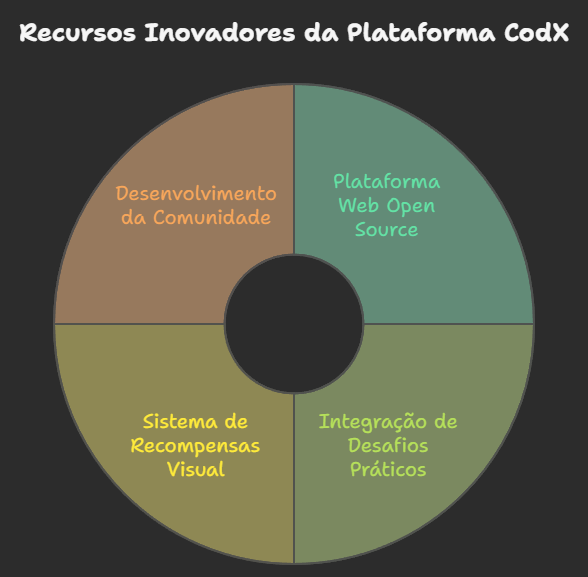 Recursos Inovadores da Plataforma CodX
Desenvolvimento
da Comunidade
Plataforma
Web Open
Source
Sistema de
Recompensas
Visual
Integração de
Desafios
Práticos